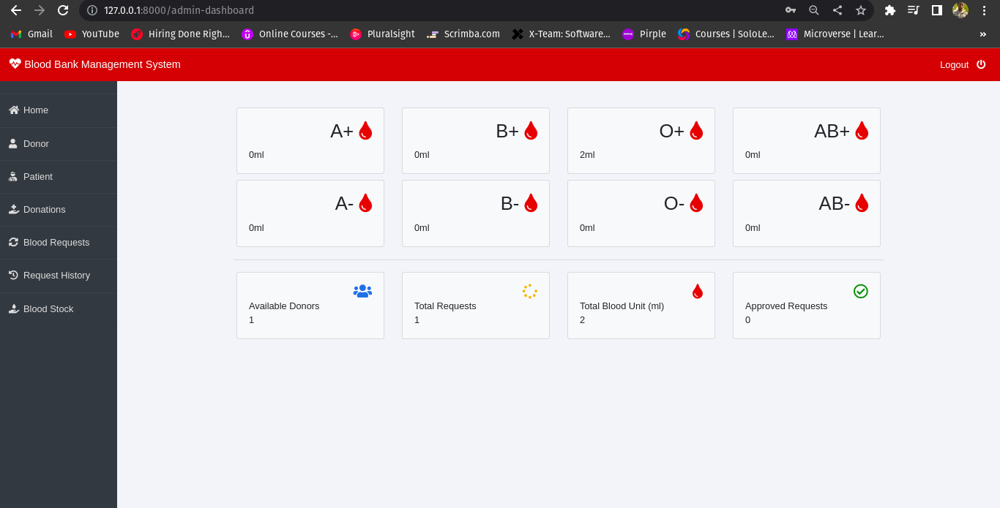 127.0.0.1:8000/admin-dashboard
Gmail YouTube Hiring Done Righ... Online Courses -... Pluralsight Scrimba.com X-Team: Software... Pirple Courses | SoloLe... Microverse | Lear... »
Blood Bank Management System Logout
Home
Donor
Patient
Donations
Blood Requests
Request History
Blood Stock
A+ B+ O+ AB+
0ml 0ml 2ml 0ml
A- B- O- AB-
0ml 0ml 0ml 0ml
Available Donors Total Requests Total Blood Unit (ml) Approved Requests
1 1 2 0